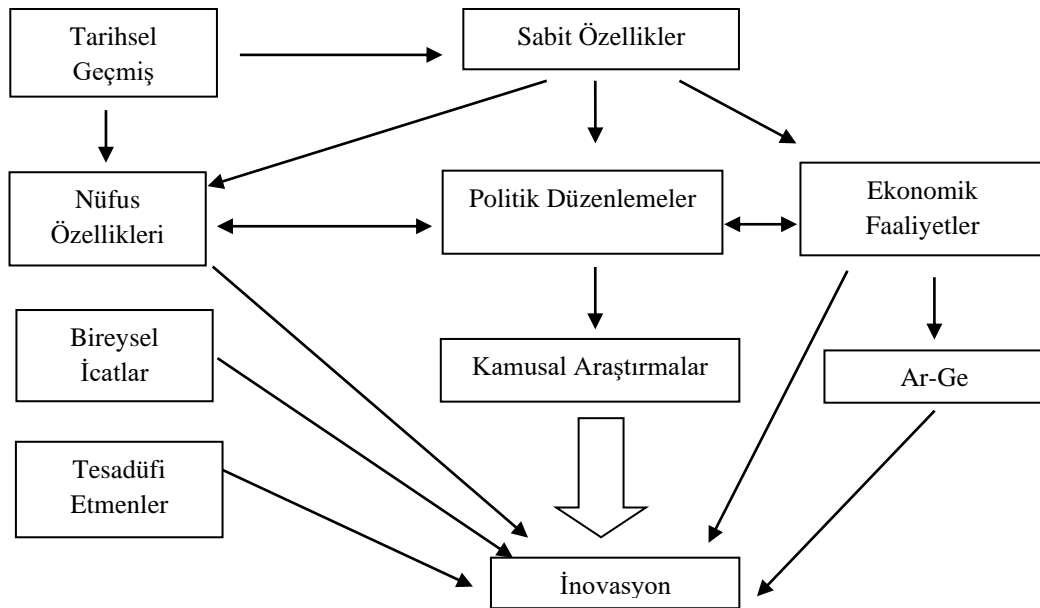 Tarihsel
Geçmiş
Sabit Özellikler
Nüfus
Özellikleri
Politik Düzenlemeler
Ekonomik
Faaliyetler
Bireysel
İcatlar
Kamusal Araştırmalar
Ar-Ge
Tesadüfi
Etmenler
İnovasyon